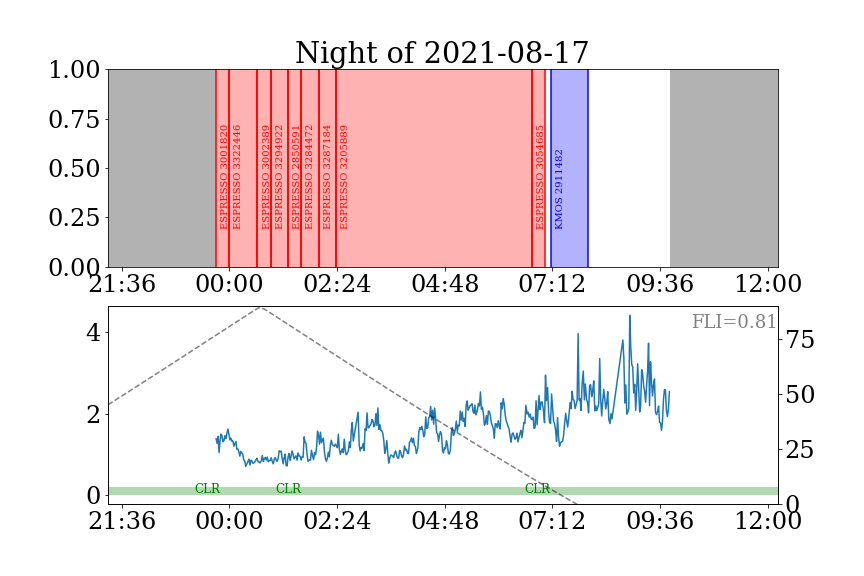 Night of 2021-08-17
1.00
0.75
0.50
0.25
0.00
ESPRESSO 3001820
ESPRESSO 3322446
ESPRESSO 3002389
ESPRESSO 3294922
ESPRESSO 2850591
ESPRESSO 3284472
ESPRESSO 3287184
ESPRESSO 3205889
ESPRESSO 3054685
KMOS 2911482
21:36 00:00 02:24 04:48 07:12 09:36 12:00
FLI=0.81
4
2
0
75
50
25
0
CLR CLR CLR
21:36 00:00 02:24 04:48 07:12 09:36 12:00